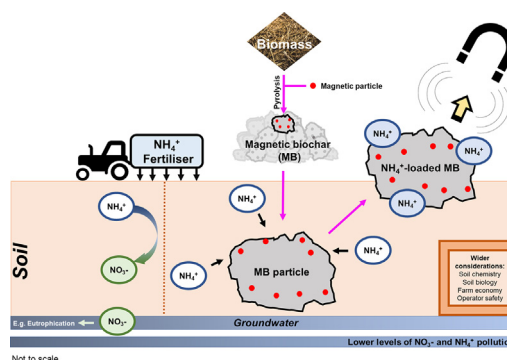 Biomass
Pyrolysis
Magnetic particle
Magnetic biochar
(MB)
NH₄⁺
Fertiliser
NH₄⁺
NH₄⁺
NH₄⁺-loaded MB
NH₄⁺
NH₄⁺
NH₄⁺
NH₄⁺
NH₄⁺
MB particle
NO₃-
Soil
Wider
considerations:
Soil chemistry
Soil biology
Farm economy
Operator safety
E.g. Eutrophication
NO₃-
Groundwater
Lower levels of NO₃- and NH₄⁺ pollutio
Not to scale